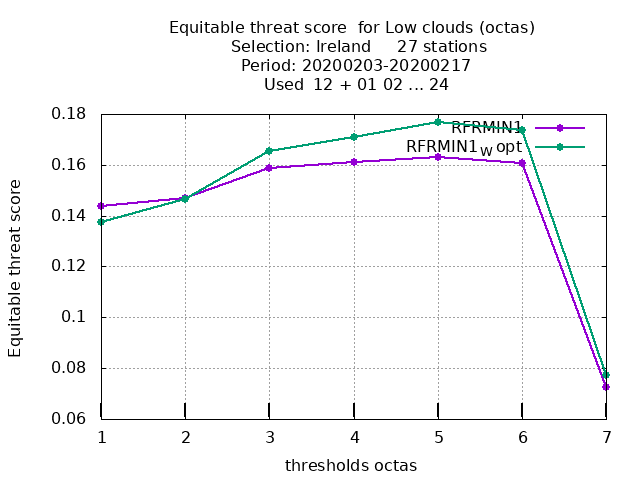 Equitable threat score  for Low clouds (octas)
Selection: Ireland     27 stations
Period: 20200203-20200217
Used  12 + 01 02 ... 24
0.18
0.16
0.14
0.12
0.1
0.08
0.06
Equitable threat score
RFRMIN1
RFRMIN1W opt
1 2 3 4 5 6 7
thresholds octas